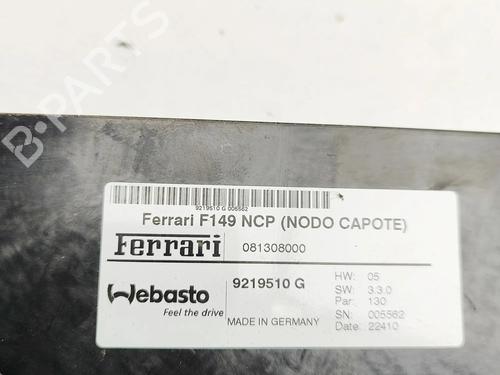 B-PARTS
9219510 G 005562
Ferrari F149 NCP (NODO CAPOTE)
Ferrari 081308000
Webasto
Feel the drive
9219510 G
MADE IN GERMANY
HW: 05
SW: 3.3.0
Par: 130
SN: 005562
Date: 22410